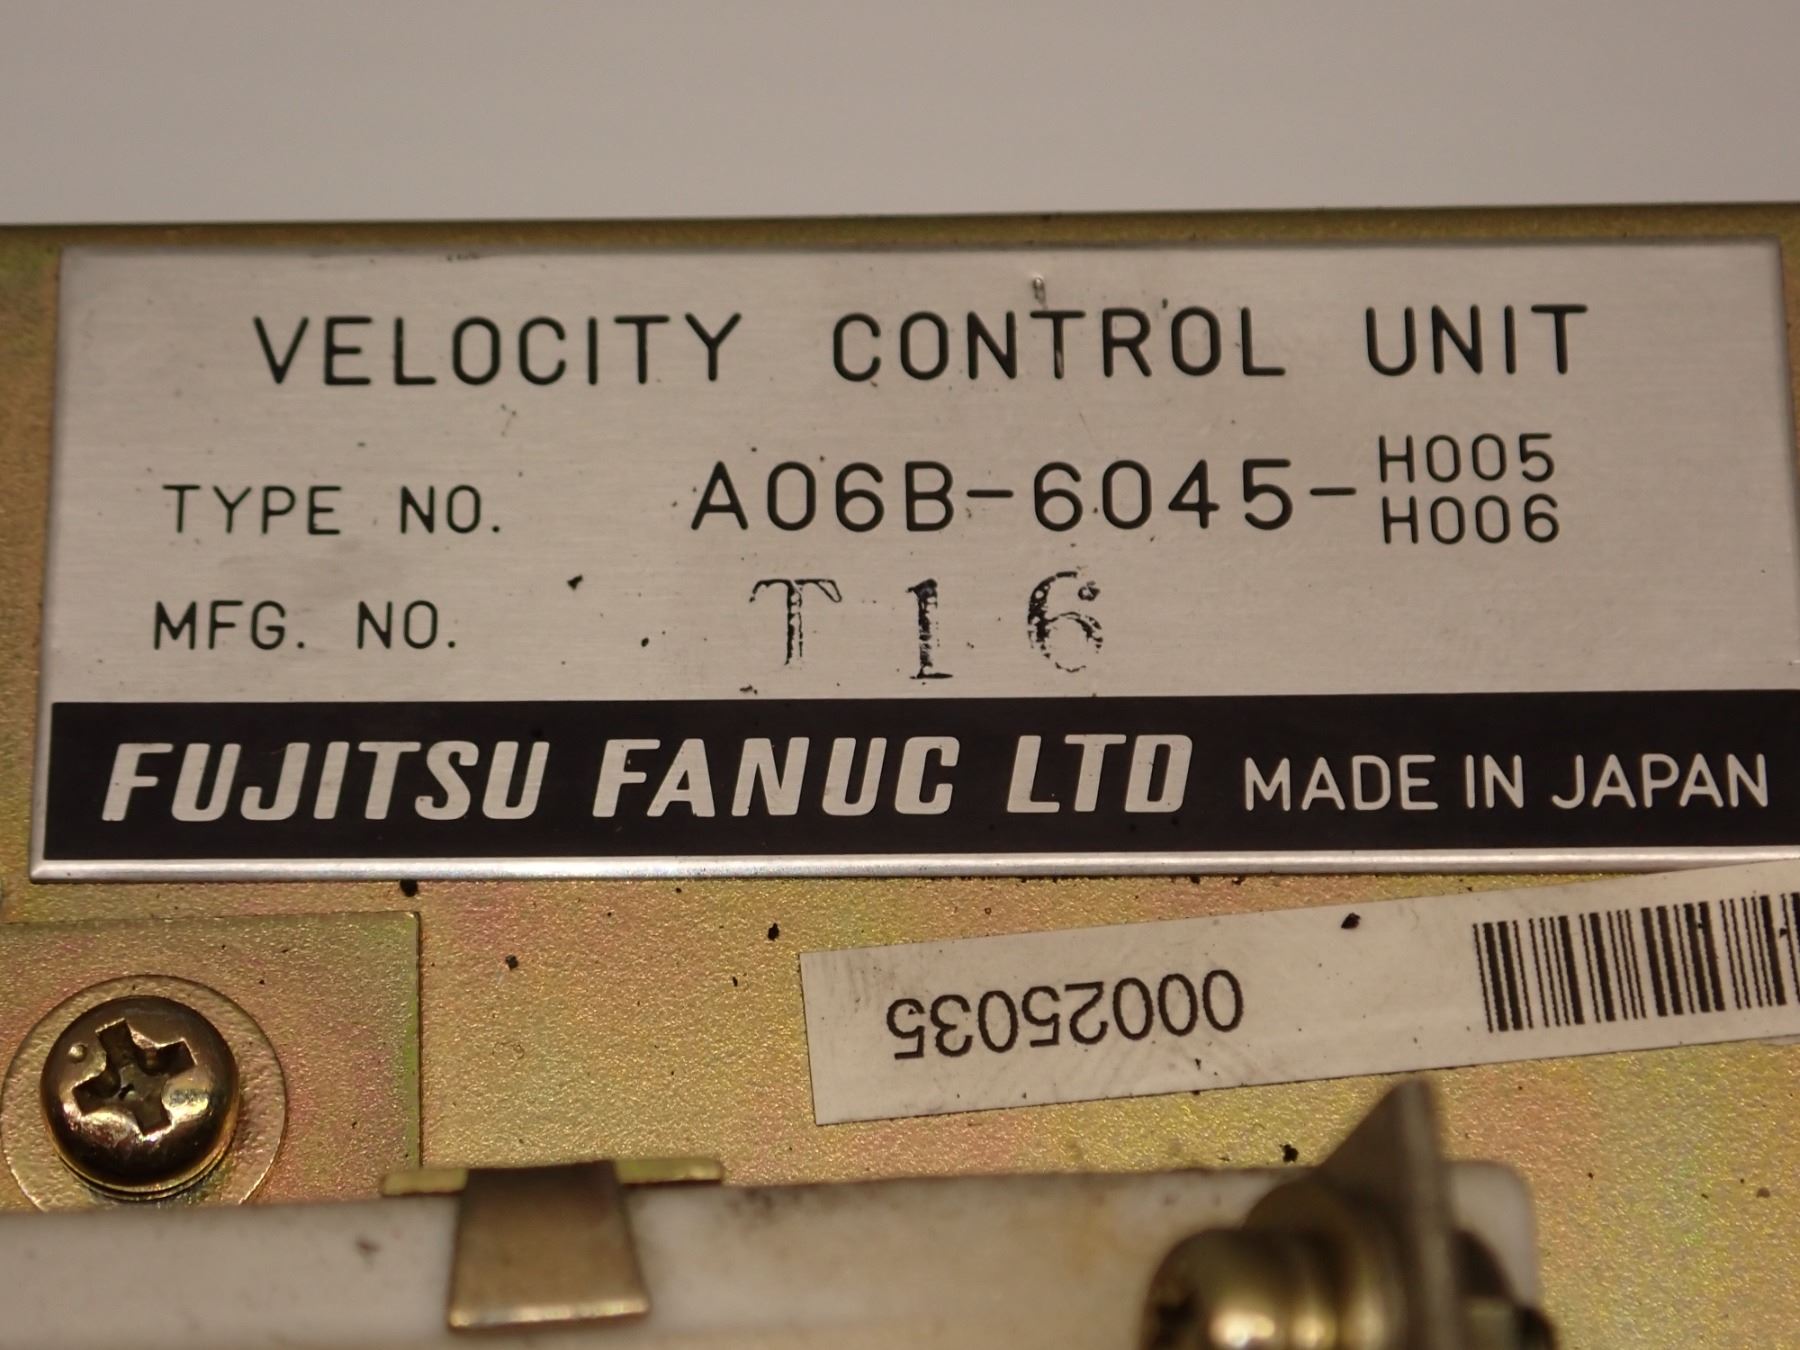 VELOCITY CONTROL UNIT
TYPE NO. A06B-6045-H005
H006
MFG. NO. T16
FUJITSU FANUC LTD MADE IN JAPAN
00025035